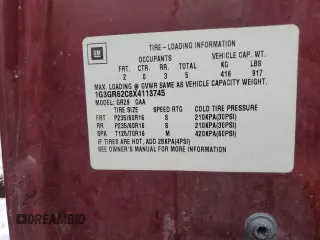 GM
TIRE-LOADING INFORMATION
OCCUPANTS VEHICLE CAP. WT.
FRT CTR. RR. TOTAL KG LBS
2 0 3 5 416 917
MAX. LOADING @ GVWR SAME AS VEHICLE CAPACITY WEIGHT.
1G3GR62C8X4113745
MODEL: GR29 GAA
TIRE SIZE SPEED RTG COLD TIRE PRESSURE
FRT P235/60R16 S 210KPA(30PSI)
RR P235/60R16 S 210KPA(30PSI)
SPA T125/70R16 M 420KPA(60PSI)
IF TIRES ARE HOT, ADD 28KPA(4PSI)
SEE OWNER'S MANUAL FOR MORE INFORMATION
DREAMBID